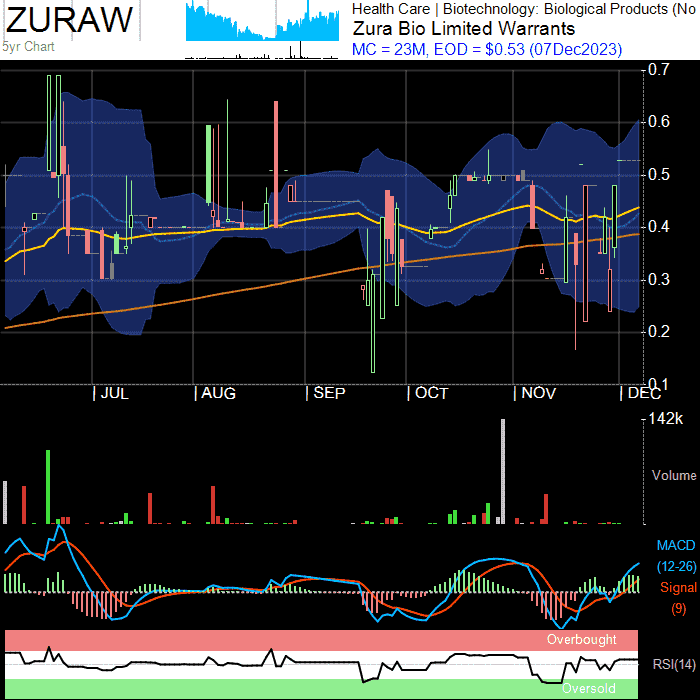 ZURAW
5yr Chart
Health Care | Biotechnology: Biological Products (No
Zura Bio Limited Warrants
MC = 23M, EOD = $0.53 (07Dec2023)
0.7
0.6
0.5
0.4
0.3
0.2
0.1
| JUL | AUG | SEP | OCT | NOV | DEC
142k
Volume
MACD
(12-26)
Signal
(9)
Overbought
RSI(14)
Oversold